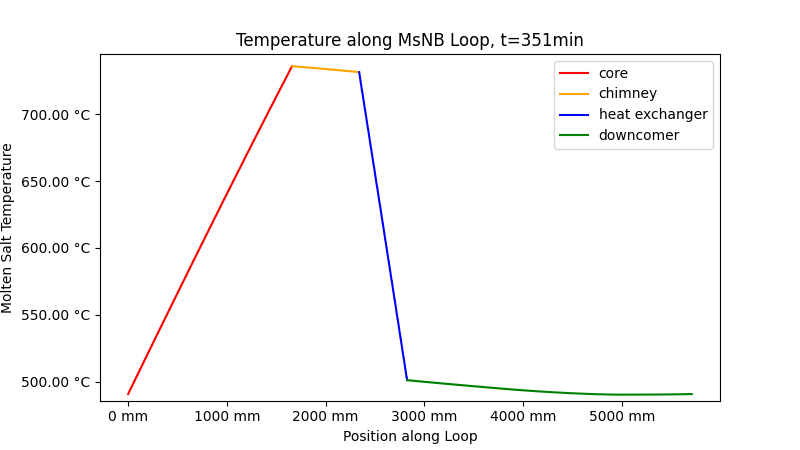 Temperature along MsNB Loop, t=351min
core
chimney
heat exchanger
downcomer
Molten Salt Temperature
700.00 °C
650.00 °C
600.00 °C
550.00 °C
500.00 °C
0 mm
1000 mm
2000 mm
3000 mm
4000 mm
5000 mm
Position along Loop